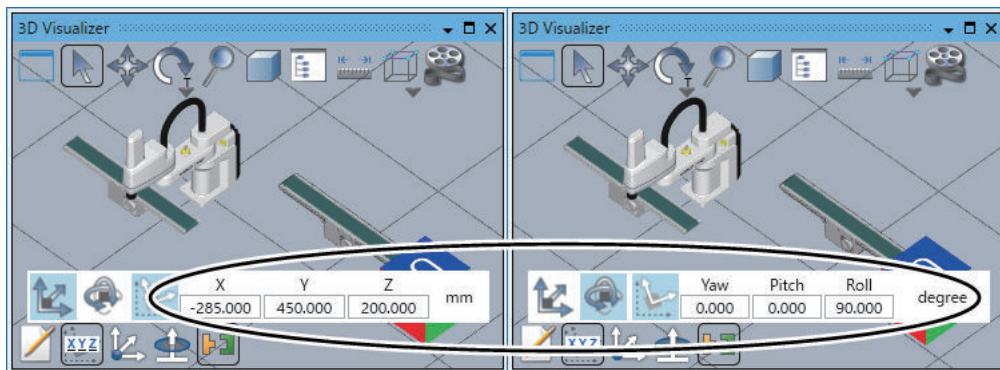 3D Visualizer
X Y Z
-285.000 450.000 200.000 mm
XYZ
3D Visualizer
Yaw Pitch Roll
0.000 0.000 90.000 degree
XYZ